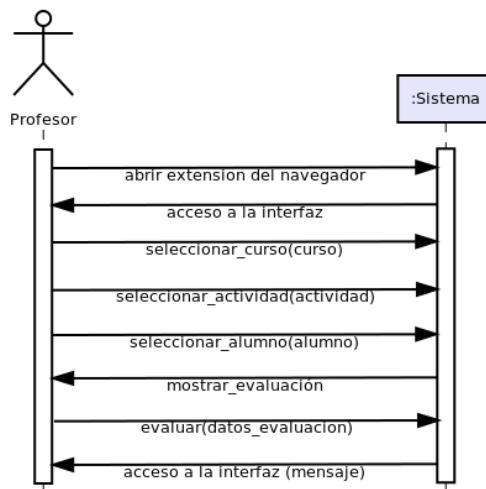 Profesor
:Sistema
abrir extension del navegador
acceso a la interfaz
seleccionar_curso(curso)
seleccionar_actividad(actividad)
seleccionar_alumno(alumno)
mostrar_evaluación
evaluar(datos_evaluacion)
acceso a la interfaz (mensaje)